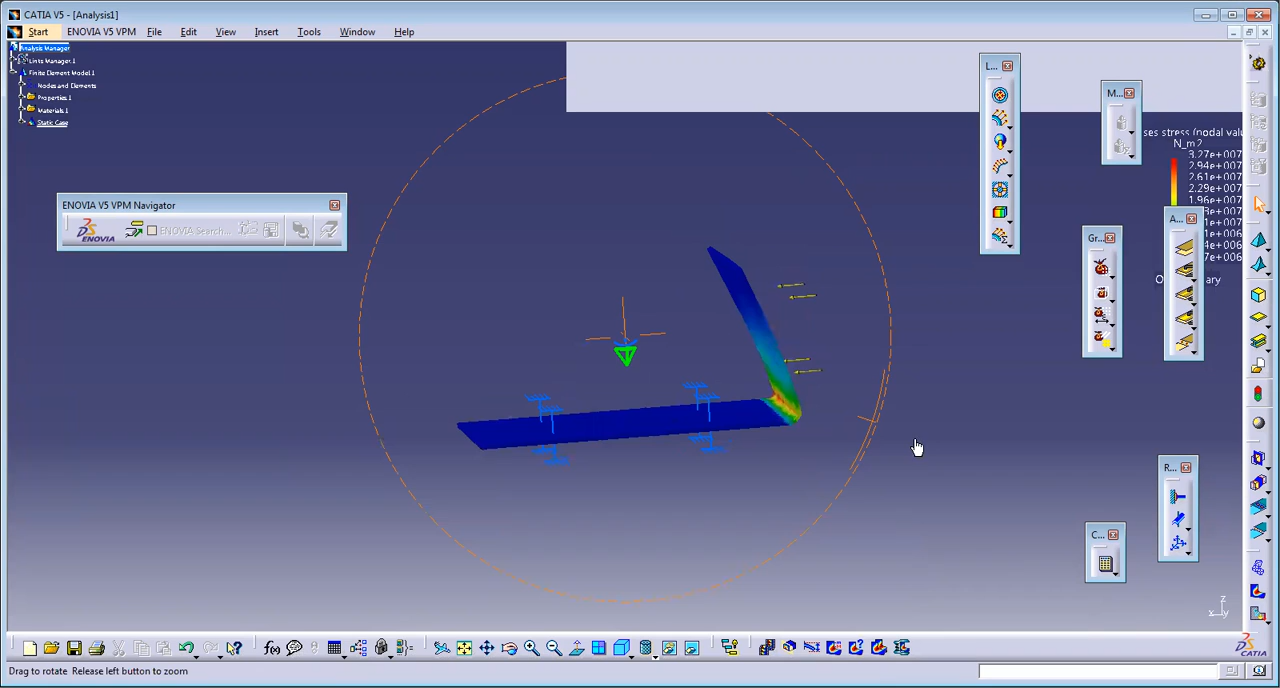 CATIA V5 - [Analysis1]
Start ENOVIA V5 VPM File Edit View Insert Tools Window Help
Analysis Manager
Links Manager.1
Finite Element Model.1
Nodes and Elements
Properties.1
Materials.1
Static Case
ENOVIA V5 VPM Navigator
ENOVIA
ENOVIA Search...
L...
M...
ses stress (nodal valu
N_m2
3.27e+007
2.94e+007
2.61e+007
2.29e+007
1.96e+00
A...
Gr...
R...
C...
z
x y
f(x)
CATIA
Drag to rotate Release left button to zoom